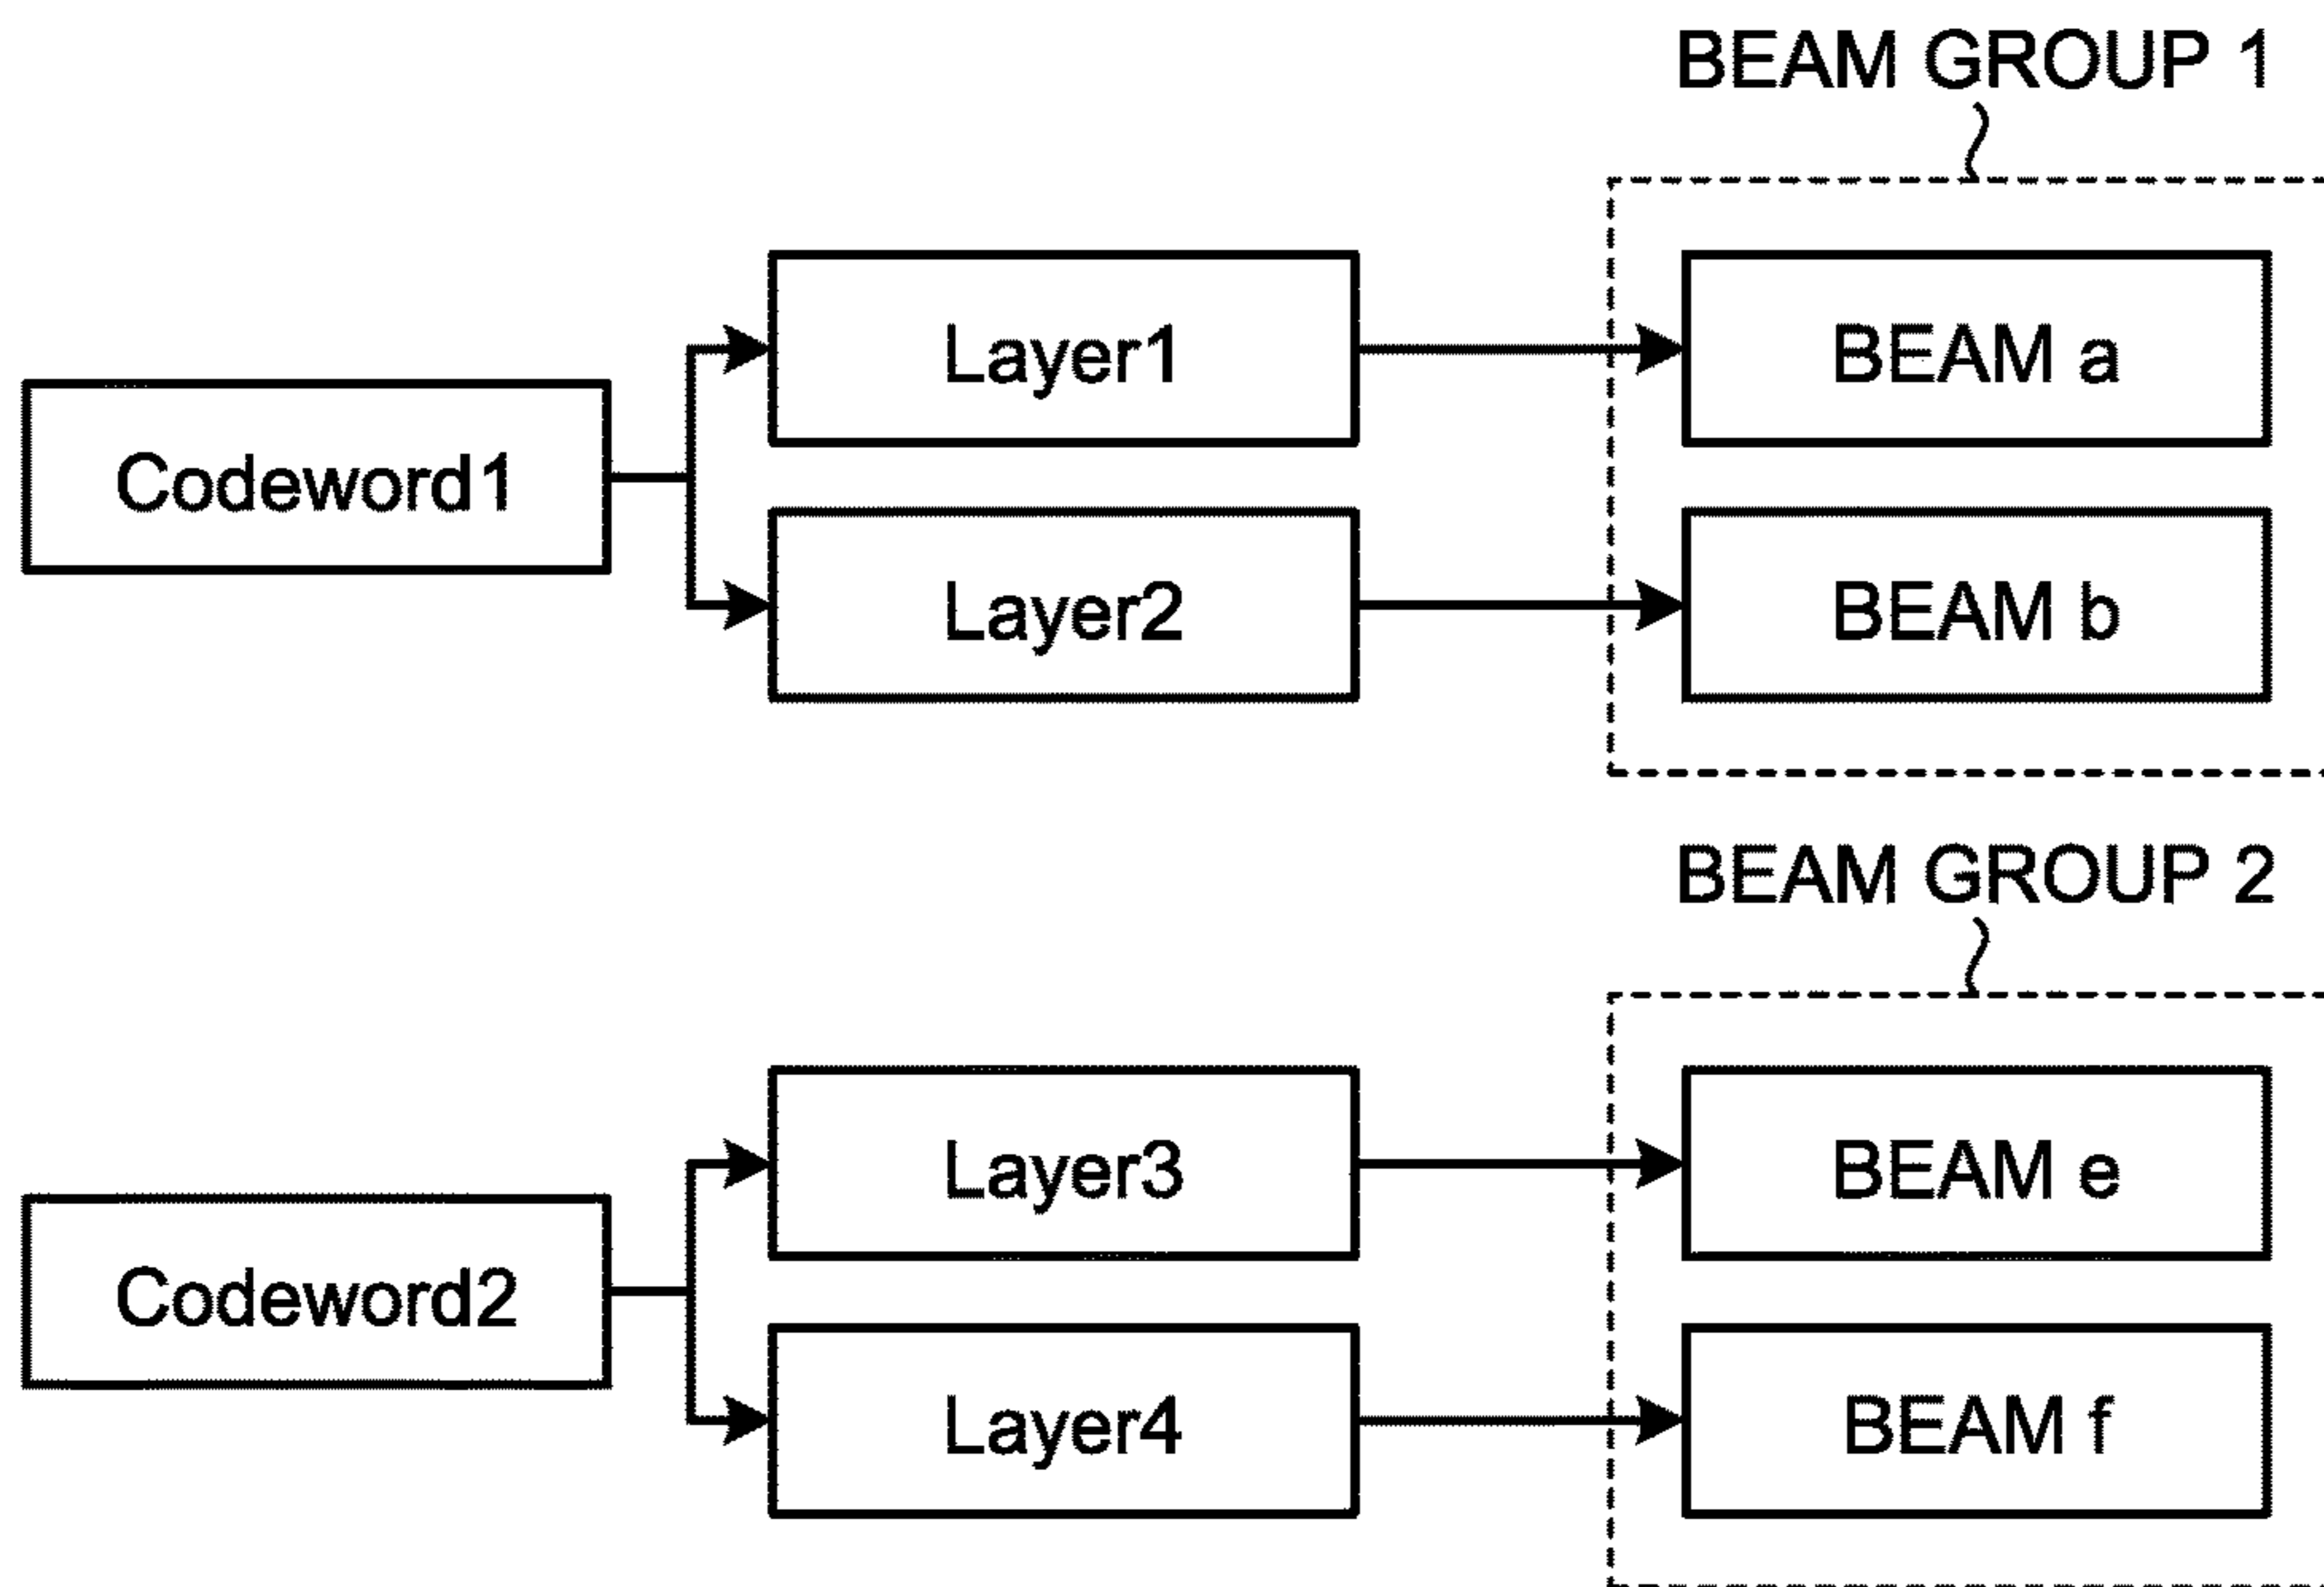 BEAM GROUP 1
Layer1
BEAM a
Codeword1
Layer2
BEAM b
BEAM GROUP 2
Layer3
BEAM e
Codeword2
Layer4
BEAM f